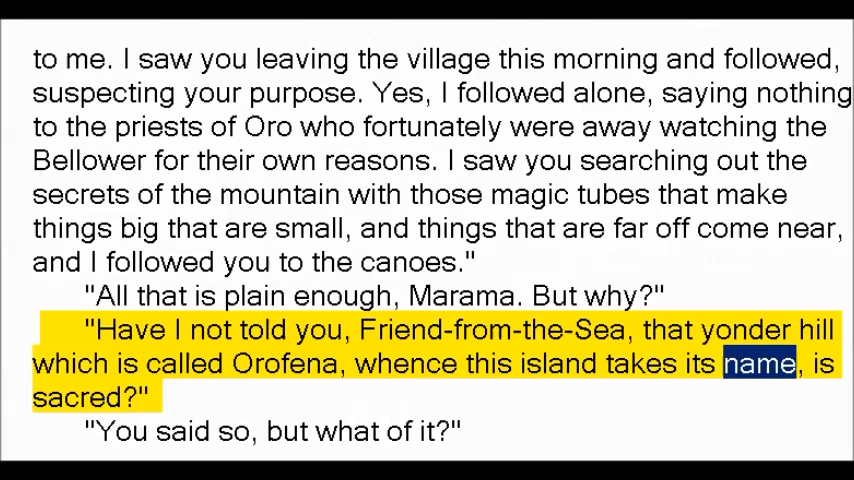 to me. I saw you leaving the village this morning and followed,
suspecting your purpose. Yes, I followed alone, saying nothing
to the priests of Oro who fortunately were away watching the
Bellower for their own reasons. I saw you searching out the
secrets of the mountain with those magic tubes that make
things big that are small, and things that are far off come near,
and I followed you to the canoes."
"All that is plain enough, Marama. But why?"
"Have I not told you, Friend-from-the-Sea, that yonder hill
which is called Orofena, whence this island takes its name, is
sacred?"
"You said so, but what of it?"